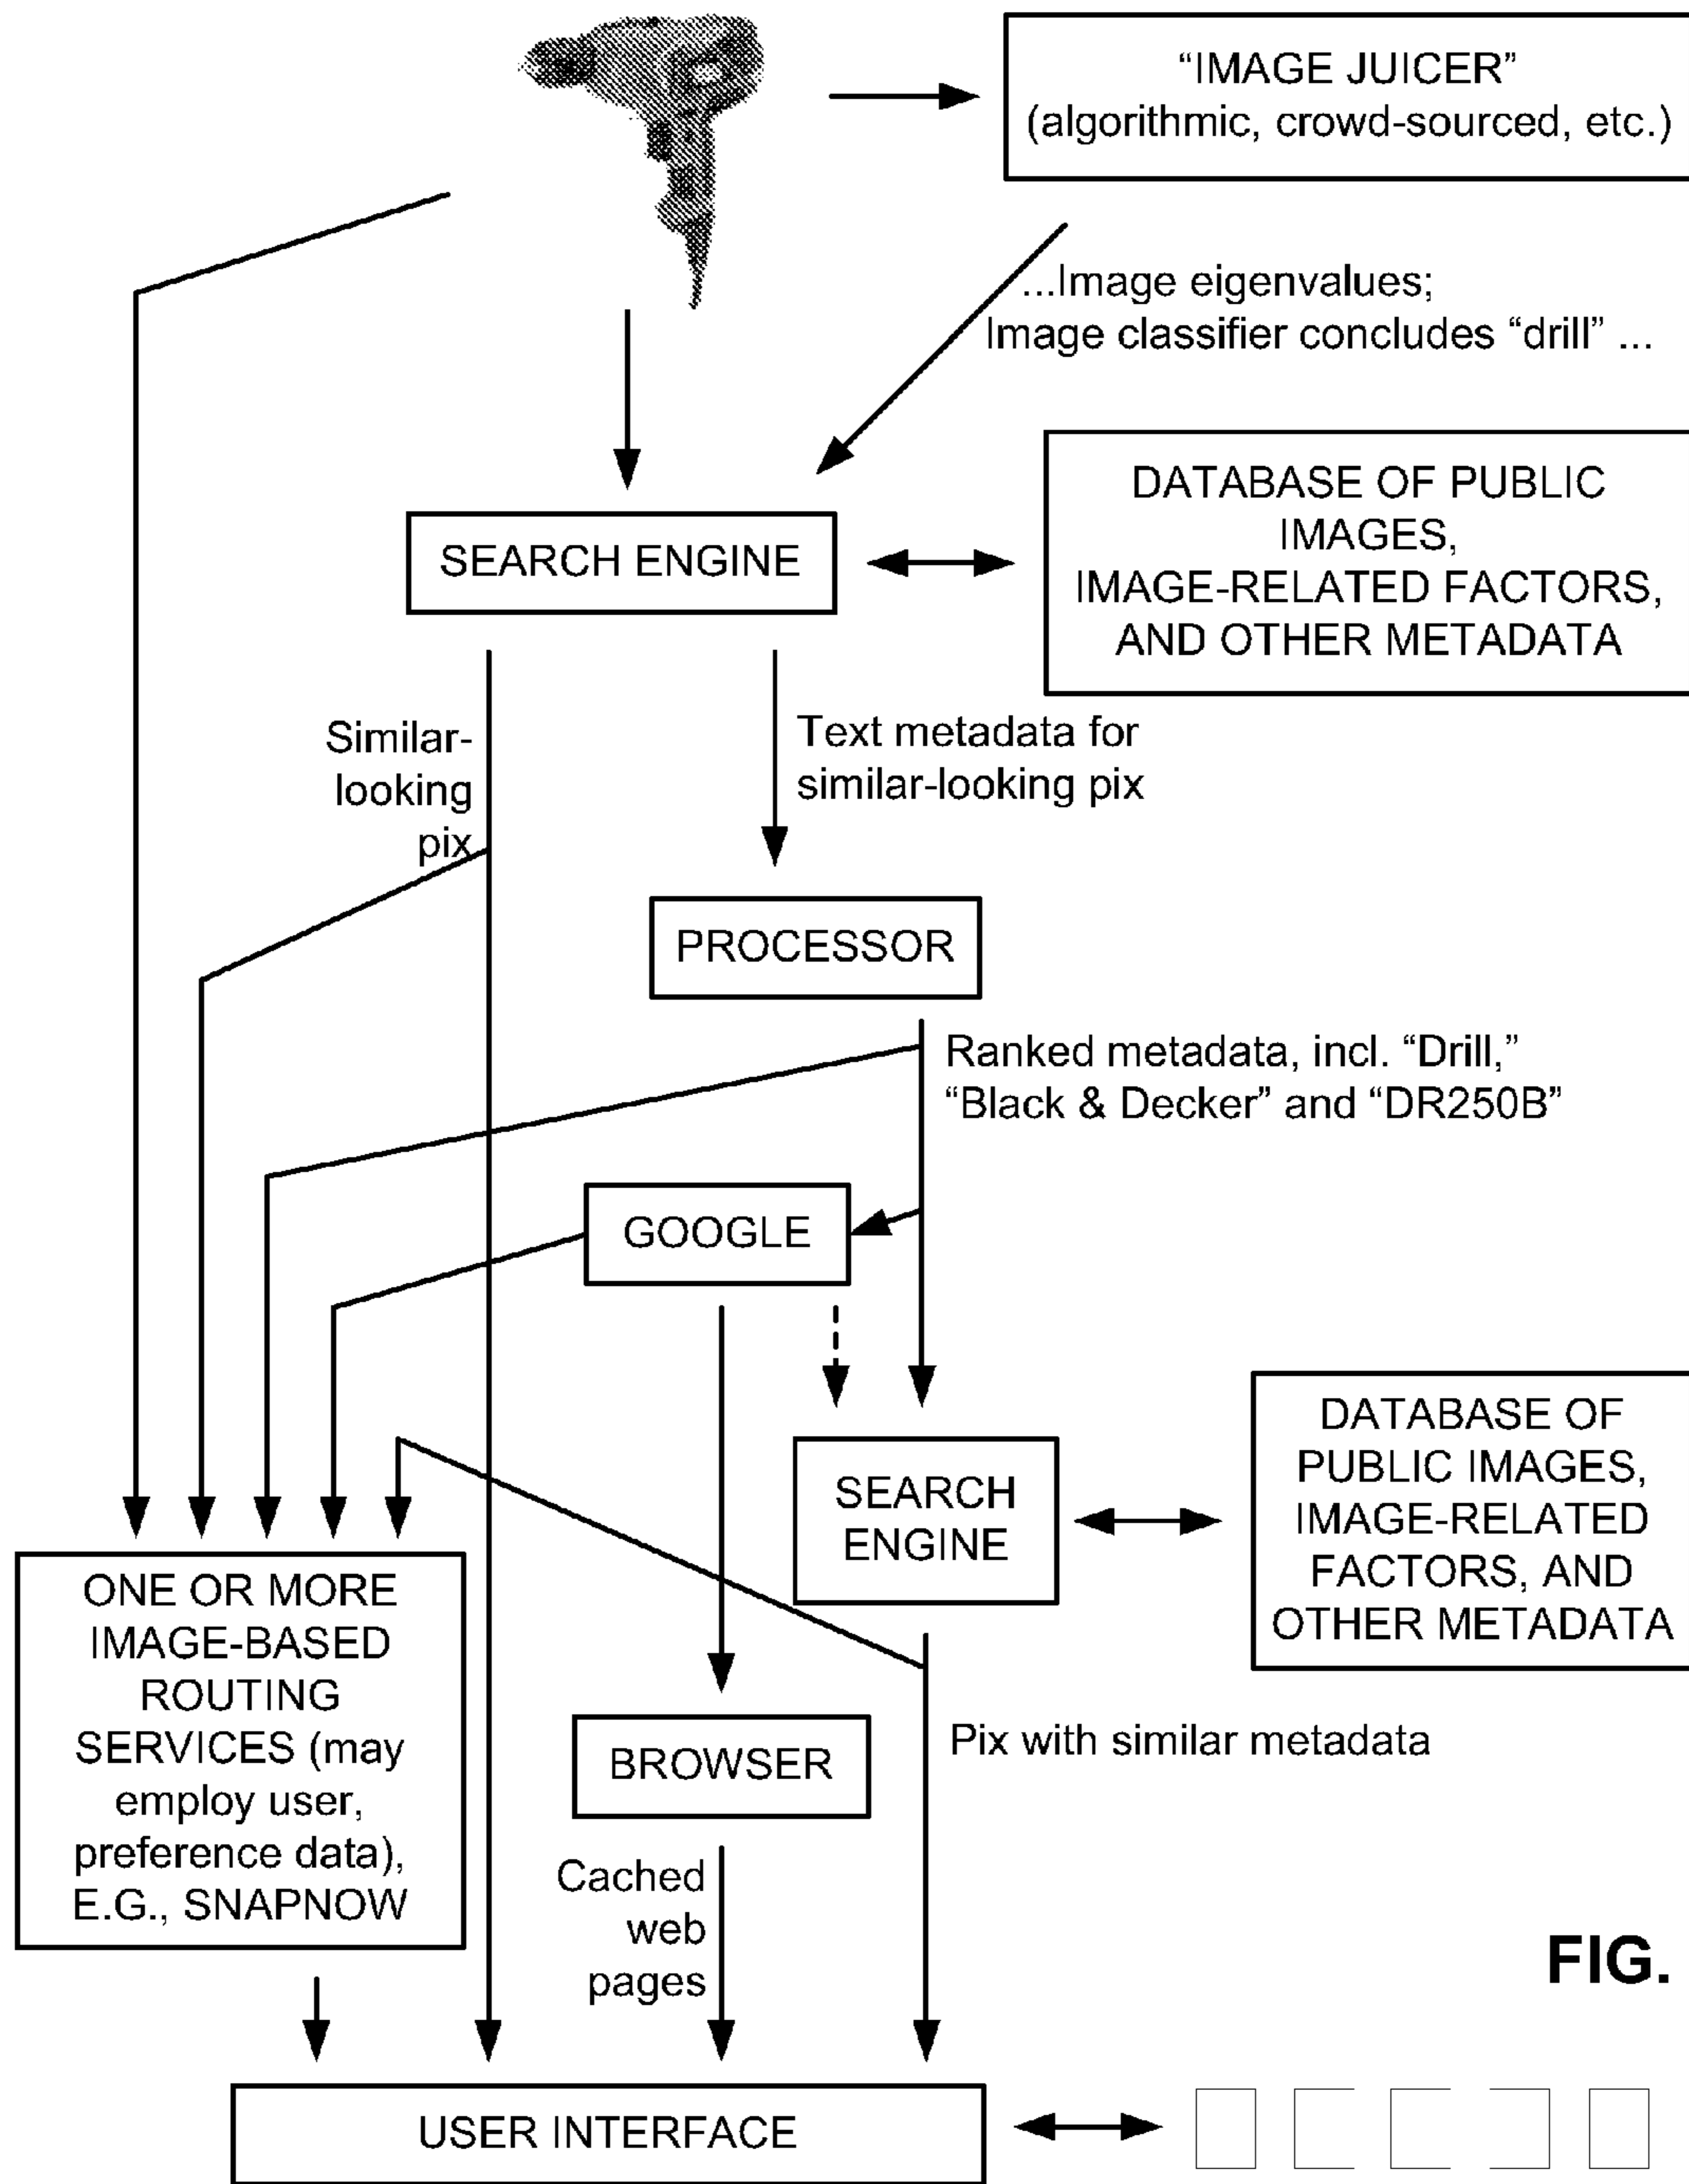 “IMAGE JUICER”
(algorithmic, crowd-sourced, etc.)
...Image eigenvalues;
Image classifier concludes “drill” ...
SEARCH ENGINE
DATABASE OF PUBLIC
IMAGES,
IMAGE-RELATED FACTORS,
AND OTHER METADATA
Similar-
looking
pix
Text metadata for
similar-looking pix
PROCESSOR
Ranked metadata, incl. “Drill,”
“Black & Decker” and “DR250B”
GOOGLE
SEARCH
ENGINE
DATABASE OF
PUBLIC IMAGES,
IMAGE-RELATED
FACTORS, AND
OTHER METADATA
ONE OR MORE
IMAGE-BASED
ROUTING
SERVICES (may
employ user,
preference data),
E.G., SNAPNOW
BROWSER
Pix with similar metadata
Cached
web
pages
FIG.
USER INTERFACE